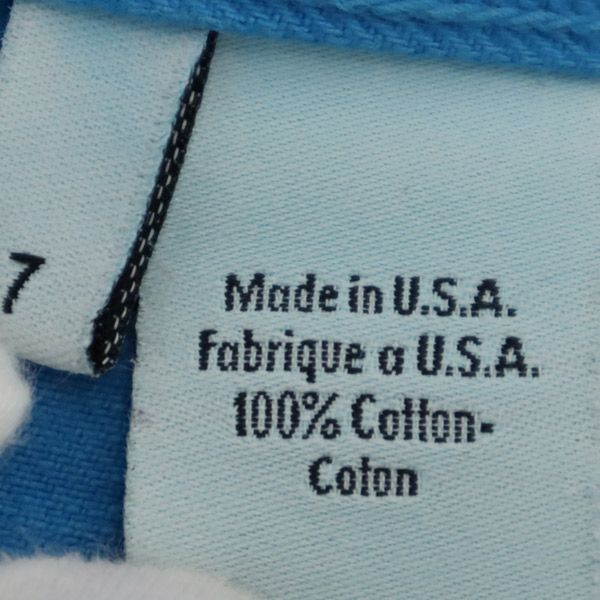 7
Made in U.S.A.
Fabrique a U.S.A.
100% Cotton-
Coton